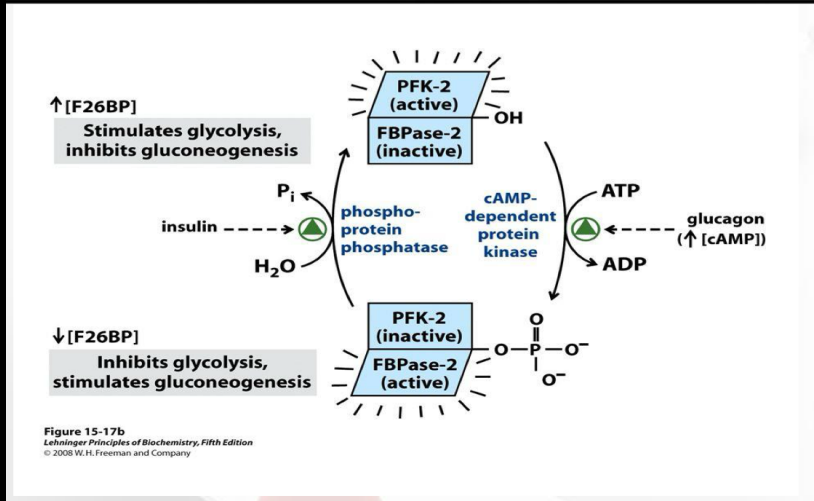 PFK-2
(active)
OH
FBPase-2
(inactive)
↑[F26BP]
Stimulates glycolysis,
inhibits gluconeogenesis
Pᵢ
insulin
H₂O
phospho-
protein
phosphatase
cAMP-
dependent
protein
kinase
ATP
glucagon
(↑ [cAMP])
ADP
↓[F26BP]
Inhibits glycolysis,
stimulates gluconeogenesis
PFK-2
(inactive)
FBPase-2
(active)
O
O–P–O⁻
O⁻
Figure 15-17b
Lehninger Principles of Biochemistry, Fifth Edition
© 2008 W. H. Freeman and Company